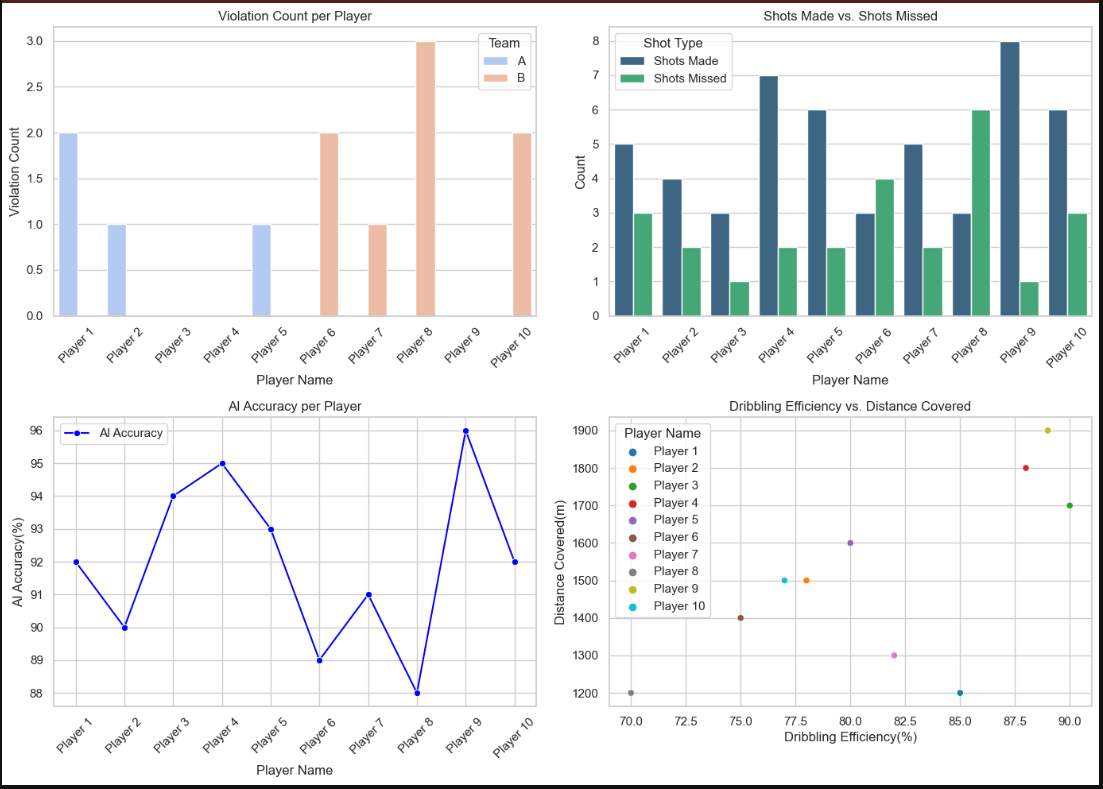 Violation Count per Player
3.0
2.5
2.0
1.5
1.0
0.5
0.0
Violation Count
Team
A
B
Player 1
Player 2
Player 3
Player 4
Player 5
Player 6
Player 7
Player 8
Player 9
Player 10
Player Name
Shots Made vs. Shots Missed
8
7
6
5
4
3
2
1
0
Count
Shot Type
Shots Made
Shots Missed
Player 1
Player 2
Player 3
Player 4
Player 5
Player 6
Player 7
Player 8
Player 9
Player 10
Player Name
AI Accuracy per Player
96
95
94
93
92
91
90
89
88
AI Accuracy(%)
AI Accuracy
Player 1
Player 2
Player 3
Player 4
Player 5
Player 6
Player 7
Player 8
Player 9
Player 10
Player Name
Dribbling Efficiency vs. Distance Covered
1900
1800
1700
1600
1500
1400
1300
1200
Distance Covered(m)
Player Name
Player 1
Player 2
Player 3
Player 4
Player 5
Player 6
Player 7
Player 8
Player 9
Player 10
70.0
72.5
75.0
77.5
80.0
82.5
85.0
87.5
90.0
Dribbling Efficiency(%)